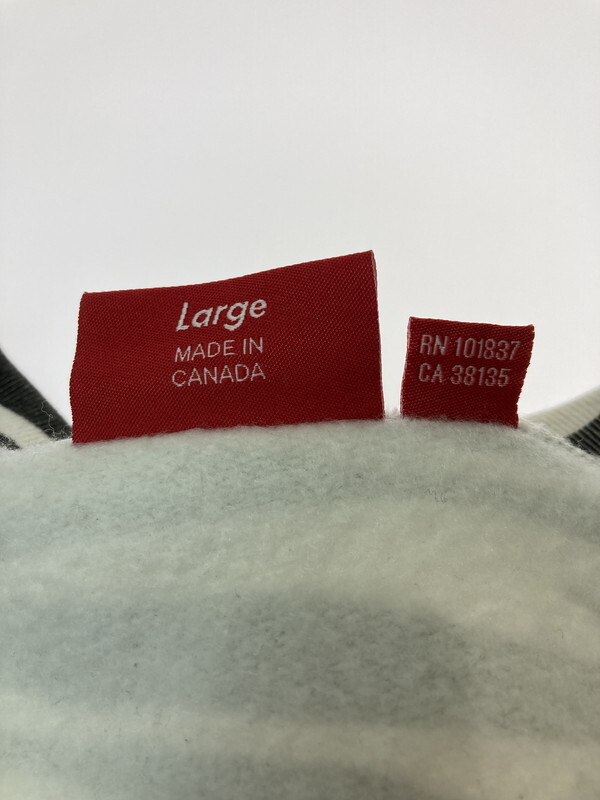 Large
MADE IN
CANADA
RN 101837
CA 38135